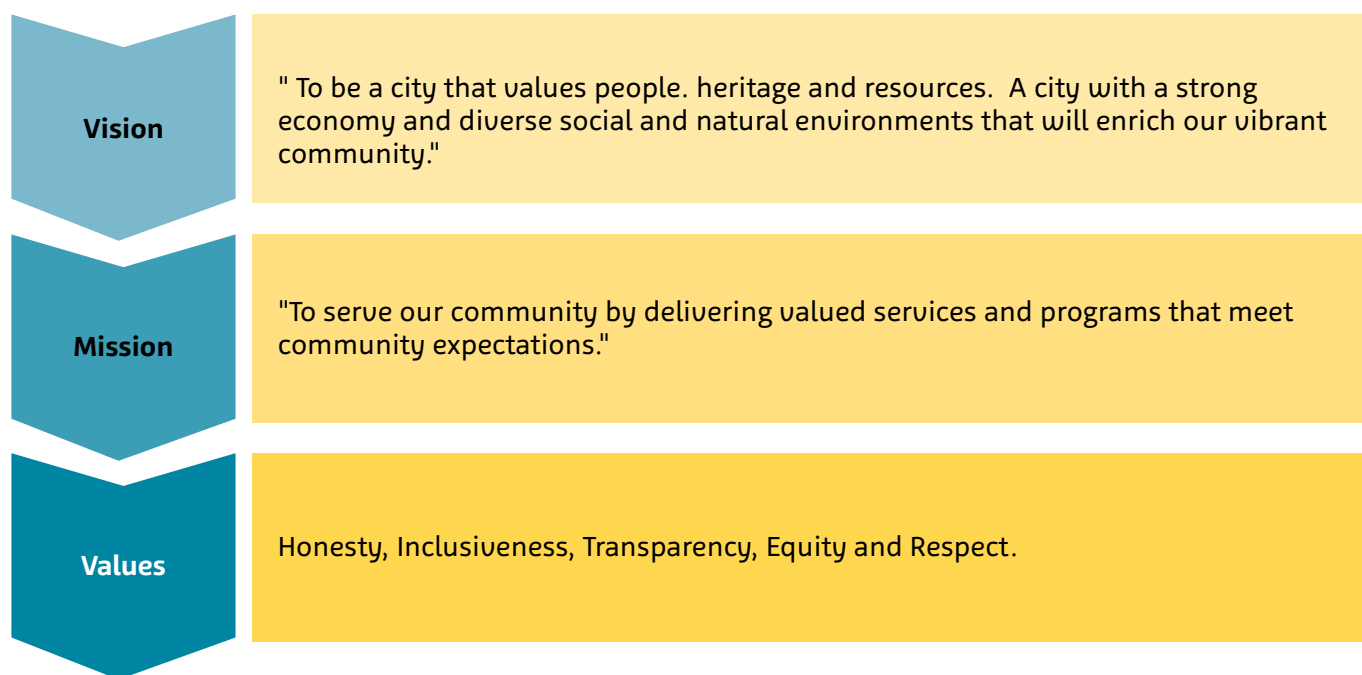 Vision
" To be a city that values people. heritage and resources.  A city with a strong
economy and diverse social and natural environments that will enrich our vibrant
community."
Mission
"To serve our community by delivering valued services and programs that meet
community expectations."
Values
Honesty, Inclusiveness, Transparency, Equity and Respect.